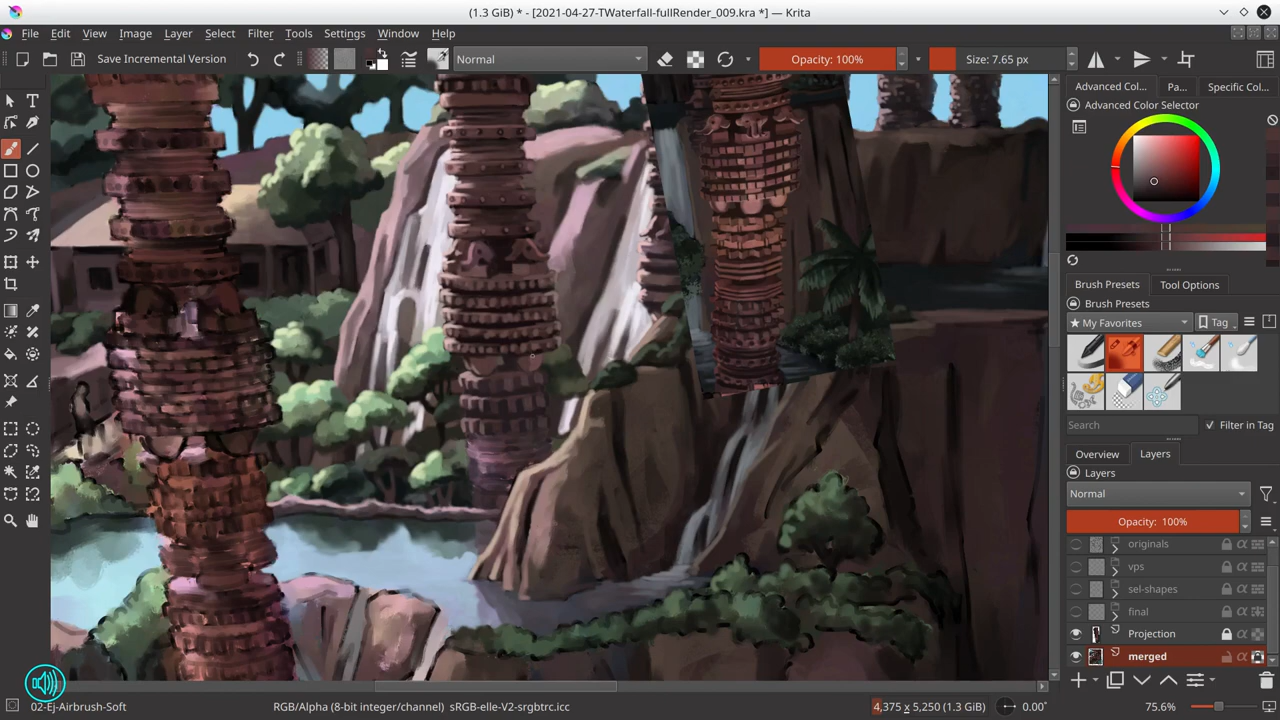 (1.3 GiB) * - [2021-04-27-TWaterfall-fullRender_009.kra *] — Krita
File Edit View Image Layer Select Filter Tools Settings Window Help
Save Incremental Version Normal Opacity: 100% Size: 7.65 px
Advanced Col... Pa... Specific Col...
Advanced Color Selector
Brush Presets Tool Options
Brush Presets
★ My Favorites Tag
Search Filter in Tag
Overview Layers
Layers
Normal
Opacity: 100%
originals
vps
sel-shapes
final
Projection
merged
02-Ej-Airbrush-Soft RGB/Alpha (8-bit integer/channel) sRGB-elle-V2-srgbtrc.icc 4,375 x 5,250 (1.3 GiB) 0.00° 75.6%